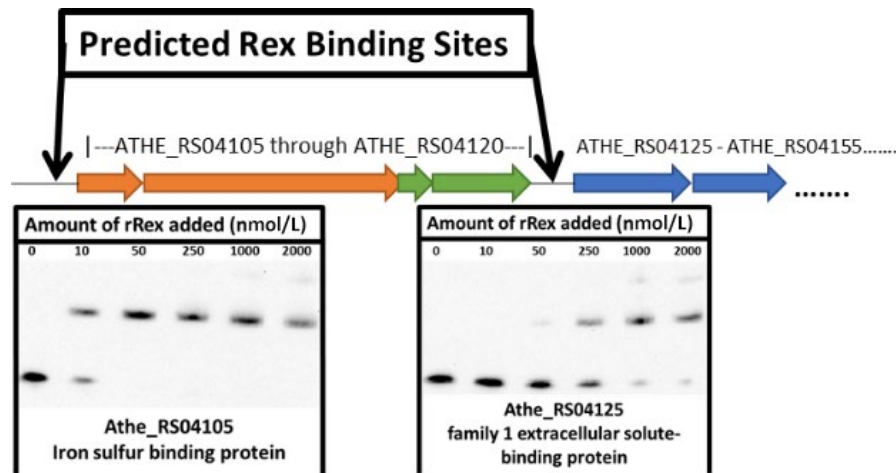 Predicted Rex Binding Sites
|---ATHE_RS04105 through ATHE_RS04120---|
ATHE_RS04125 - ATHE_RS04155.......
.......
Amount of rRex added (nmol/L)
0 10 50 250 1000 2000
Athe_RS04105
Iron sulfur binding protein
Amount of rRex added (nmol/L)
0 10 50 250 1000 2000
Athe_RS04125
family 1 extracellular solute-
binding protein